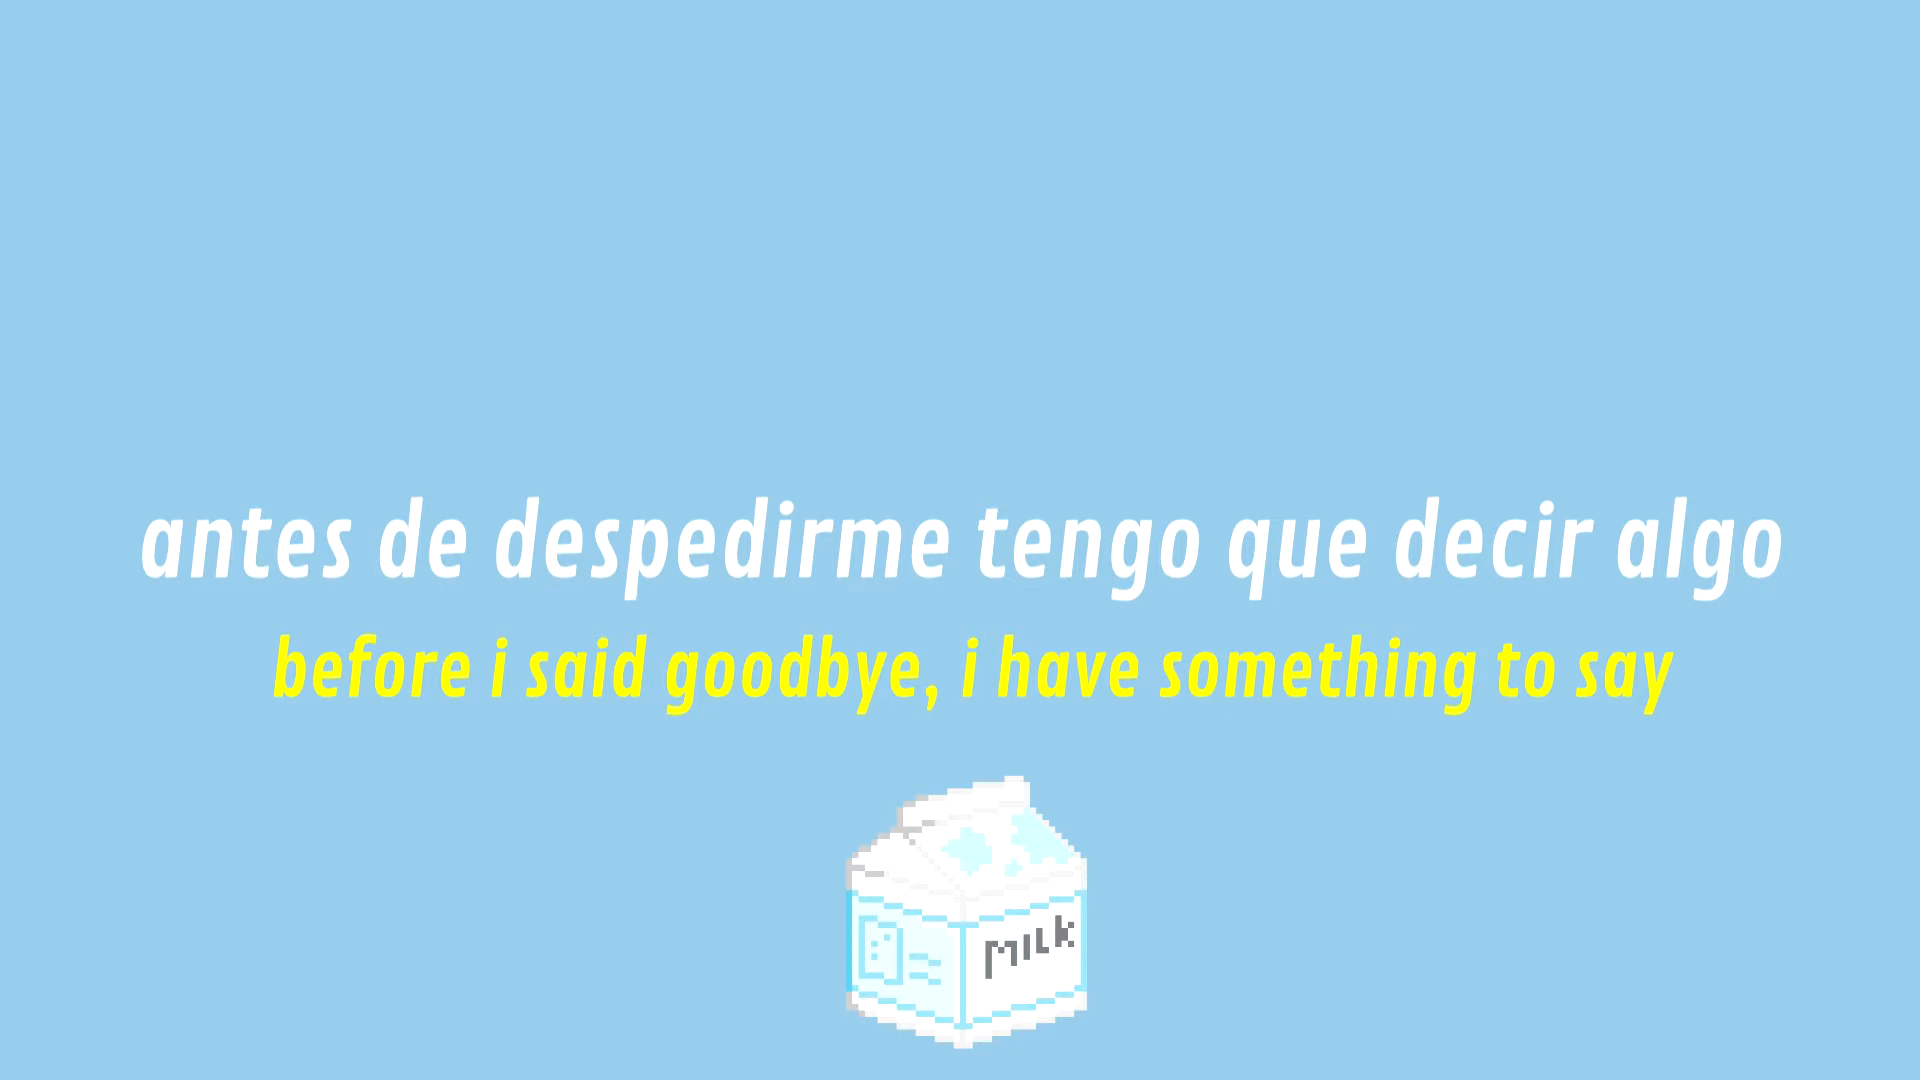 antes de despedirme tengo que decir algo
before i said goodbye, i have something to say
MILK